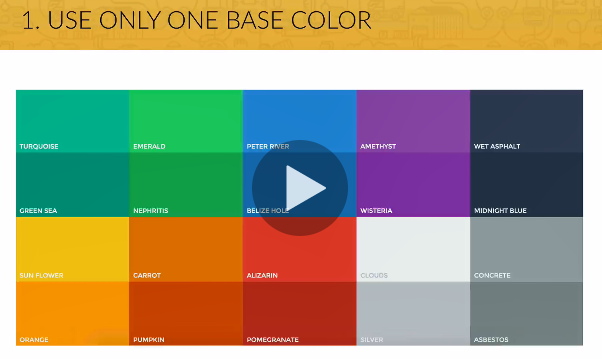 1. USE ONLY ONE BASE COLOR
TURQUOISE EMERALD PETER RIVER AMETHYST WET ASPHALT
GREEN SEA NEPHRITIS BELIZE HOLE WISTERIA MIDNIGHT BLUE
SUN FLOWER CARROT ALIZARIN CLOUDS CONCRETE
ORANGE PUMPKIN POMEGRANATE SILVER ASBESTOS